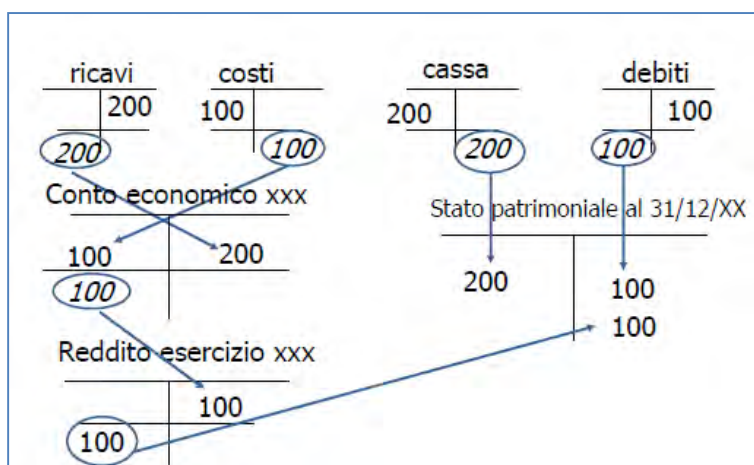 ricavi costi cassa debiti
200 100 200 100
200 100 200 100
Conto economico xxx
Stato patrimoniale al 31/12/XX
100 200
200 100
100
100
Reddito esercizio xxx
100
100